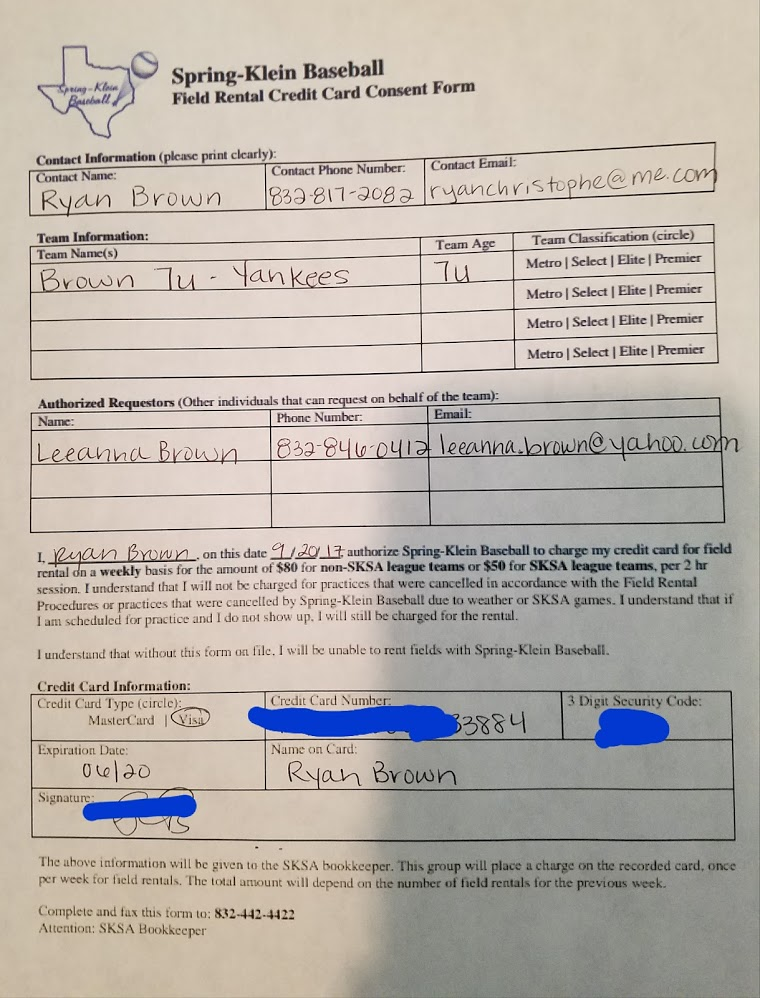 Spring-Klein
Baseball
Spring-Klein Baseball
Field Rental Credit Card Consent Form
Contact Information (please print clearly):
Contact Name: Contact Phone Number: Contact Email:
Ryan Brown 832-817-2082 ryanchristophe@me.com
Team Information:
Team Name(s) Team Age Team Classification (circle)
Brown 7u - Yankees 7u Metro | Select | Elite | Premier
Metro | Select | Elite | Premier
Metro | Select | Elite | Premier
Metro | Select | Elite | Premier
Authorized Requestors (Other individuals that can request on behalf of the team):
Name: Phone Number: Email:
Leeanna Brown 832-846-0412 leeanna.brown@yahoo.com
I, Ryan Brown, on this date 9/20/17, authorize Spring-Klein Baseball to charge my credit card for field
rental on a weekly basis for the amount of $80 for non-SKSA league teams or $50 for SKSA league teams, per 2 hr
session. I understand that I will not be charged for practices that were cancelled in accordance with the Field Rental
Procedures or practices that were cancelled by Spring-Klein Baseball due to weather or SKSA games. I understand that if
I am scheduled for practice and I do not show up, I will still be charged for the rental.
I understand that without this form on file, I will be unable to rent fields with Spring-Klein Baseball.
Credit Card Information:
Credit Card Type (circle): Credit Card Number: 3 Digit Security Code:
MasterCard | Visa 33884
Expiration Date: Name on Card:
06/20 Ryan Brown
Signature:
The above information will be given to the SKSA bookkeeper. This group will place a charge on the recorded card, once
per week for field rentals. The total amount will depend on the number of field rentals for the previous week.
Complete and fax this form to: 832-442-4422
Attention: SKSA Bookkeeper